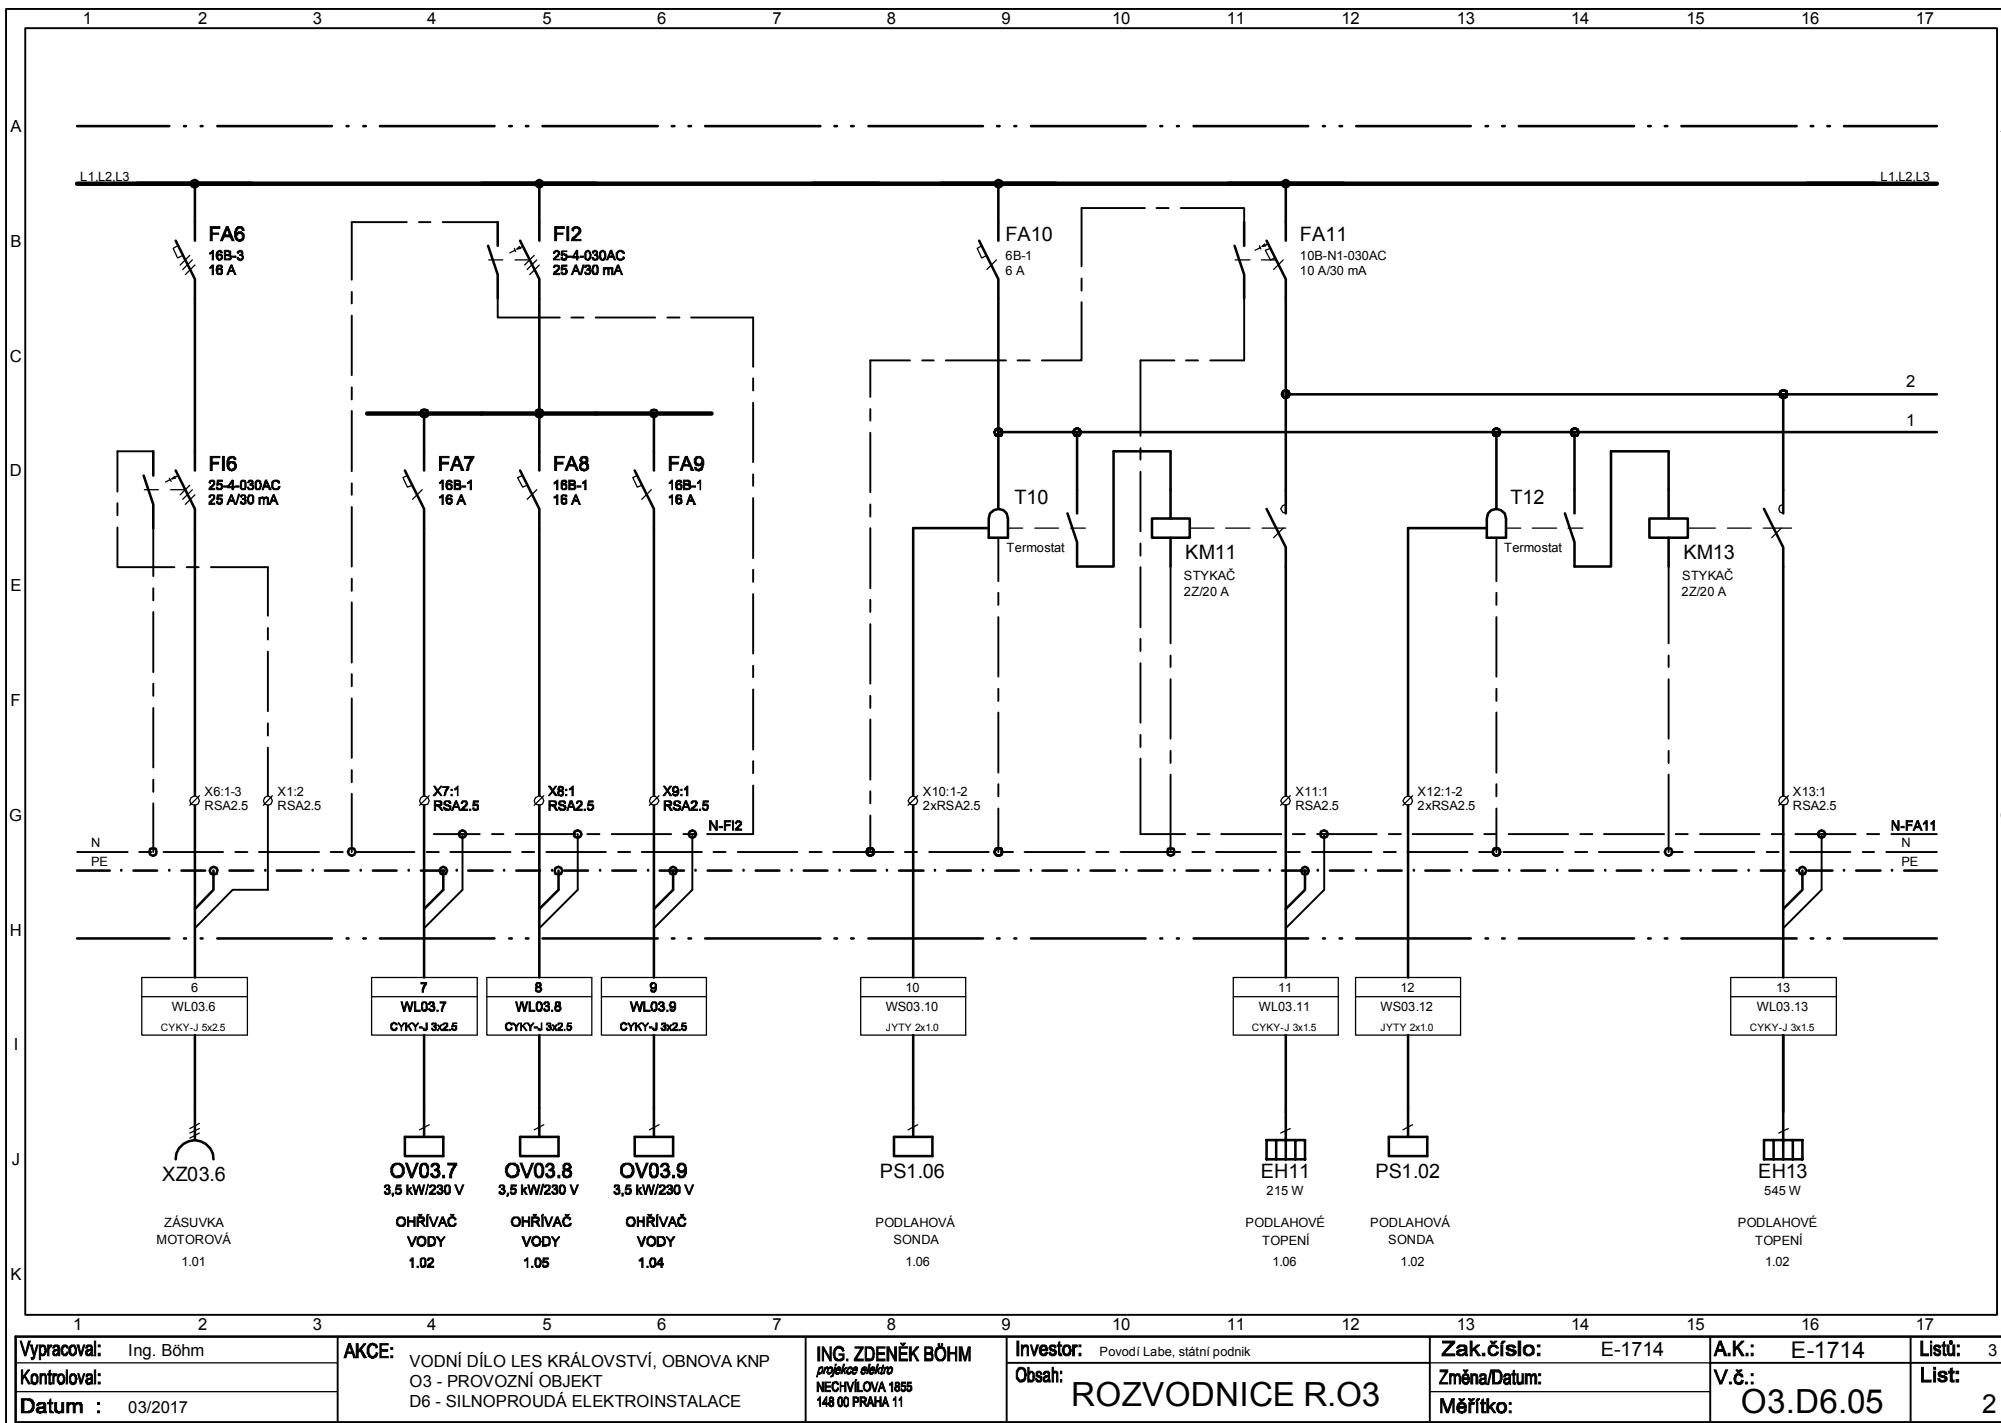 1 2 3 4 5 6 7 8 9 10 11 12 13 14 15 16 17
A
L1,L2,L3
L1,L2,L3
B
FA6
16B-3
16 A
FI2
25-4-030AC
25 A/30 mA
FA10
6B-1
6 A
FA11
10B-N1-030AC
10 A/30 mA
C
2
1
D
FI6
25-4-030AC
25 A/30 mA
FA7
16B-1
16 A
FA8
16B-1
16 A
FA9
16B-1
16 A
T10
Termostat
KM11
STYKAČ
2Z/20 A
T12
Termostat
KM13
STYKAČ
2Z/20 A
E
F
G
X6:1-3
RSA2.5
X1:2
RSA2.5
X7:1
RSA2.5
X8:1
RSA2.5
X9:1
RSA2.5
X10:1-2
2xRSA2.5
X11:1
RSA2.5
X12:1-2
2xRSA2.5
X13:1
RSA2.5
N-FI2
N-FA11
N
N
PE
PE
H
6
WL03.6
CYKY-J 5x2.5
7
WL03.7
CYKY-J 3x2.5
8
WL03.8
CYKY-J 3x2.5
9
WL03.9
CYKY-J 3x2.5
10
WS03.10
JYTY 2x1.0
11
WL03.11
CYKY-J 3x1.5
12
WS03.12
JYTY 2x1.0
13
WL03.13
CYKY-J 3x1.5
I
J
XZ03.6
ZÁSUVKA
MOTOROVÁ
1.01
OV03.7
3,5 kW/230 V
OHŘÍVAČ
VODY
1.02
OV03.8
3,5 kW/230 V
OHŘÍVAČ
VODY
1.05
OV03.9
3,5 kW/230 V
OHŘÍVAČ
VODY
1.04
PS1.06
PODLAHOVÁ
SONDA
1.06
EH11
215 W
PODLAHOVÉ
TOPENÍ
1.06
PS1.02
PODLAHOVÁ
SONDA
1.02
EH13
545 W
PODLAHOVÉ
TOPENÍ
1.02
K
1 2 3 4 5 6 7 8 9 10 11 12 13 14 15 16 17
Vypracoval: Ing. Böhm
Kontroloval:
Datum : 03/2017
AKCE: VODNÍ DÍLO LES KRÁLOVSTVÍ, OBNOVA KNP
O3 - PROVOZNÍ OBJEKT
D6 - SILNOPROUDÁ ELEKTROINSTALACE
ING. ZDENĚK BÖHM
projekce elektro
NECHVÍLOVA 1855
148 00 PRAHA 11
Investor: Povodí Labe, státní podnik
Obsah: ROZVODNICE R.O3
Zak.číslo: E-1714
Změna/Datum:
Měřítko:
A.K.: E-1714
V.č.: O3.D6.05
Listů: 3
List: 2